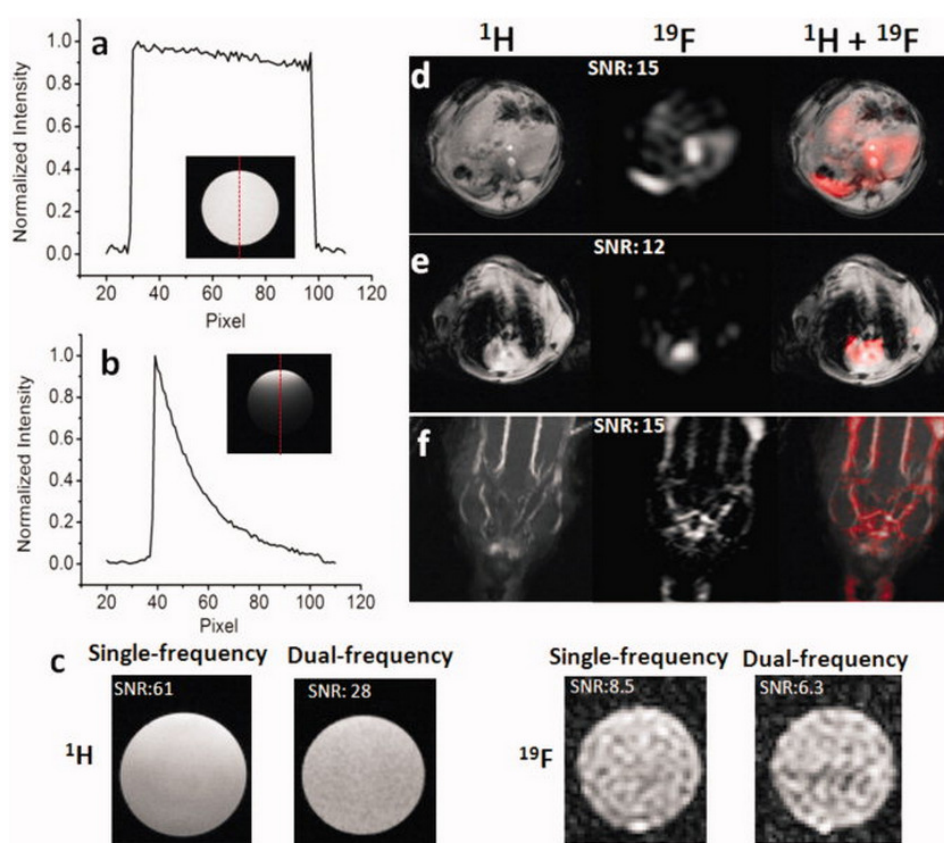 a
Normalized Intensity
1.0
0.8
0.6
0.4
0.2
0.0
20 40 60 80 100 120
Pixel
b
Normalized Intensity
1.0
0.8
0.6
0.4
0.2
0.0
20 40 60 80 100 120
Pixel
¹H ¹⁹F ¹H + ¹⁹F
d
SNR: 15
e
SNR: 12
f
SNR: 15
c
Single-frequency Dual-frequency
SNR:61 SNR: 28
¹H
Single-frequency Dual-frequency
SNR:8.5 SNR:6.3
¹⁹F